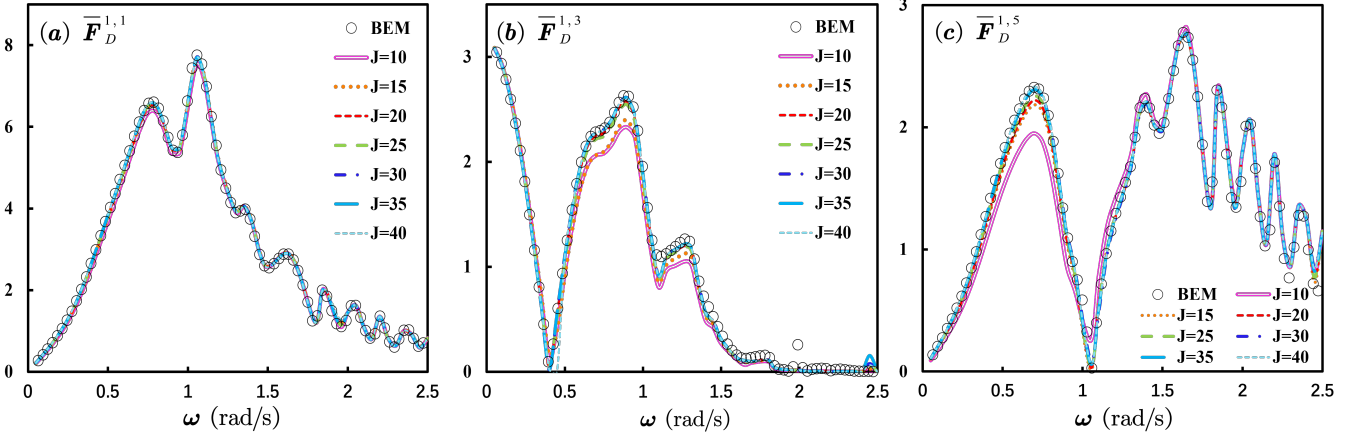 (a) F̅_D^{1,1}
BEM
J=10
J=15
J=20
J=25
J=30
J=35
J=40
8
6
4
2
0
0 0.5 1 1.5 2 2.5
ω (rad/s)
(b) F̅_D^{1,3}
BEM
J=10
J=15
J=20
J=25
J=30
J=35
J=40
3
2
1
0
0 0.5 1 1.5 2 2.5
ω (rad/s)
(c) F̅_D^{1,5}
3
2
1
0
BEM J=10
J=15 J=20
J=25 J=30
J=35 J=40
0 0.5 1 1.5 2 2.5
ω (rad/s)